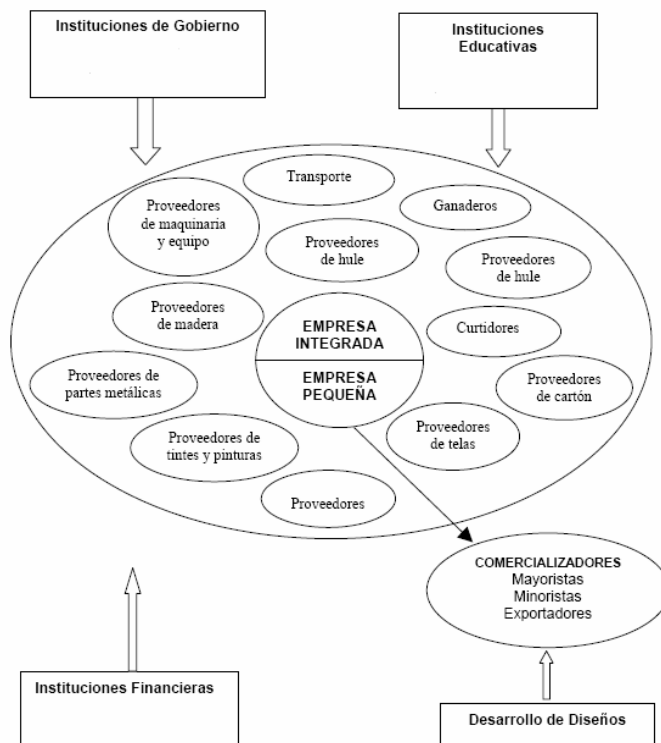 Instituciones de Gobierno
Instituciones
Educativas
Transporte
Proveedores
de maquinaria
y equipo
Ganaderos
Proveedores
de hule
Proveedores
de hule
Proveedores
de madera
EMPRESA
INTEGRADA
Curtidores
EMPRESA
PEQUEÑA
Proveedores de
partes metálicas
Proveedores
de cartón
Proveedores de
tintes y pinturas
Proveedores
de telas
Proveedores
COMERCIALIZADORES
Mayoristas
Minoristas
Exportadores
Instituciones Financieras
Desarrollo de Diseños